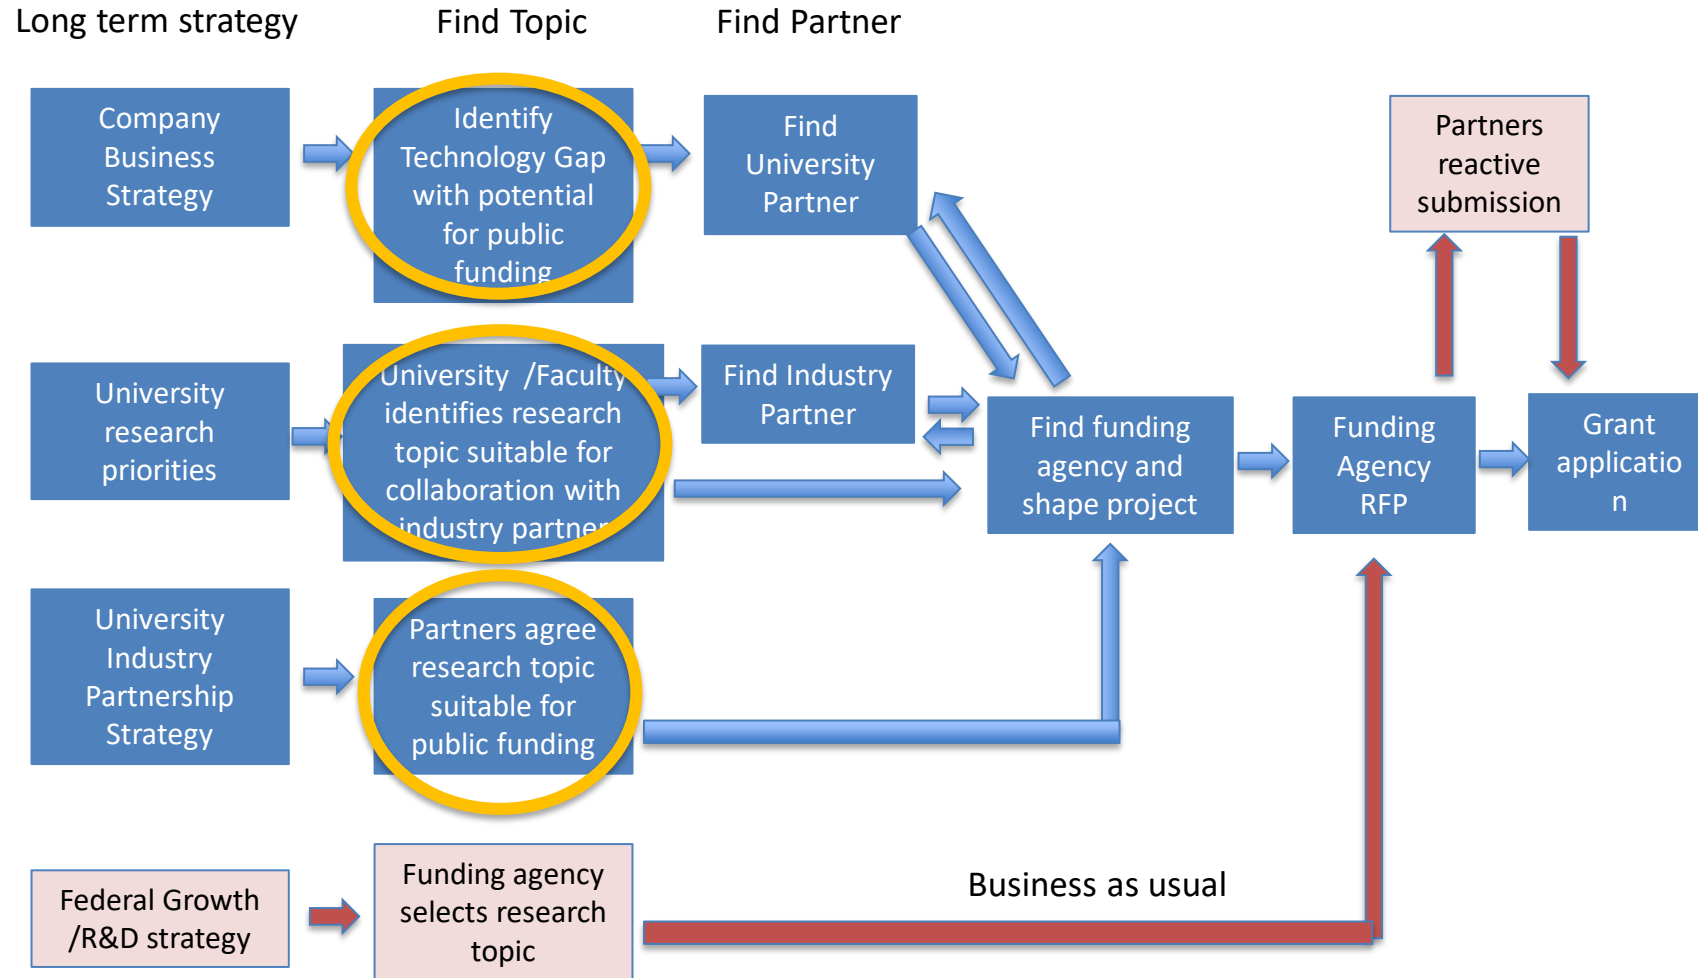 Long term strategy
Find Topic
Find Partner
Company
Business
Strategy
Identify
Technology Gap
with potential
for public
funding
Find
University
Partner
Partners
reactive
submission
University
research
priorities
University /Faculty
identifies research
topic suitable for
collaboration with
industry partner
Find Industry
Partner
Find funding
agency and
shape project
Funding
Agency
RFP
Grant
applicatio
n
University
Industry
Partnership
Strategy
Partners agree
research topic
suitable for
public funding
Federal Growth
/R&D strategy
Funding agency
selects research
topic
Business as usual